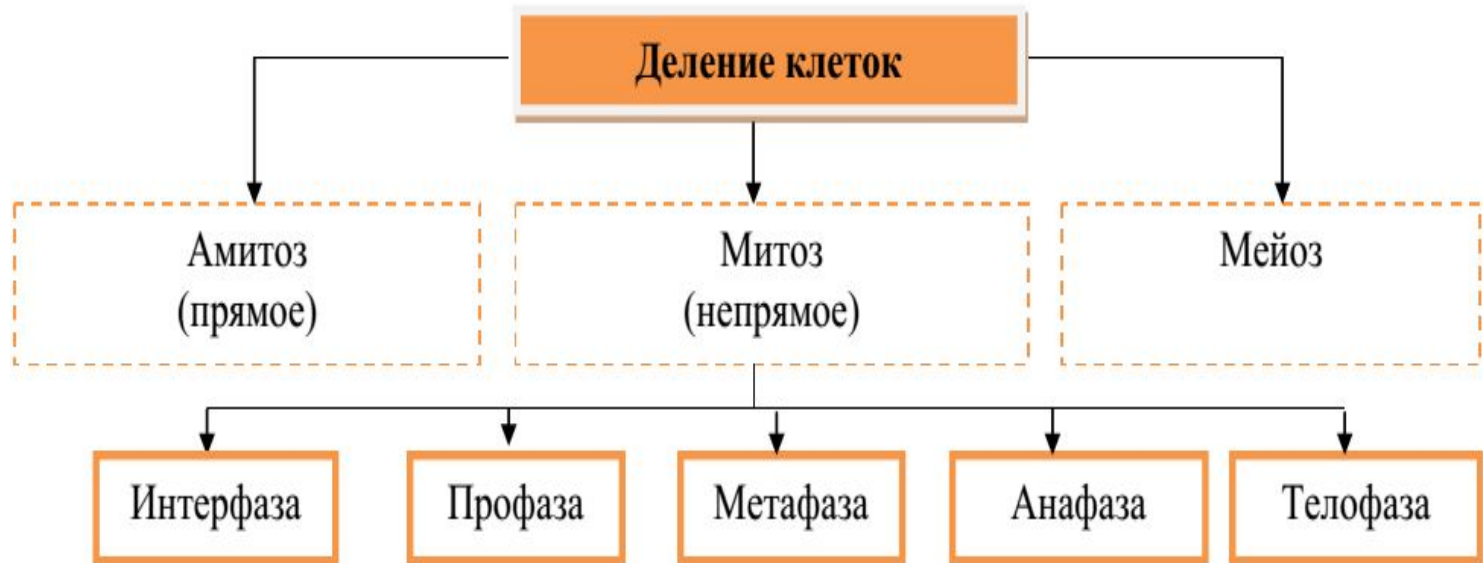 Деление клеток
Амитоз
(прямое)
Митоз
(непрямое)
Мейоз
Интерфаза
Профаза
Метафаза
Анафаза
Телофаза